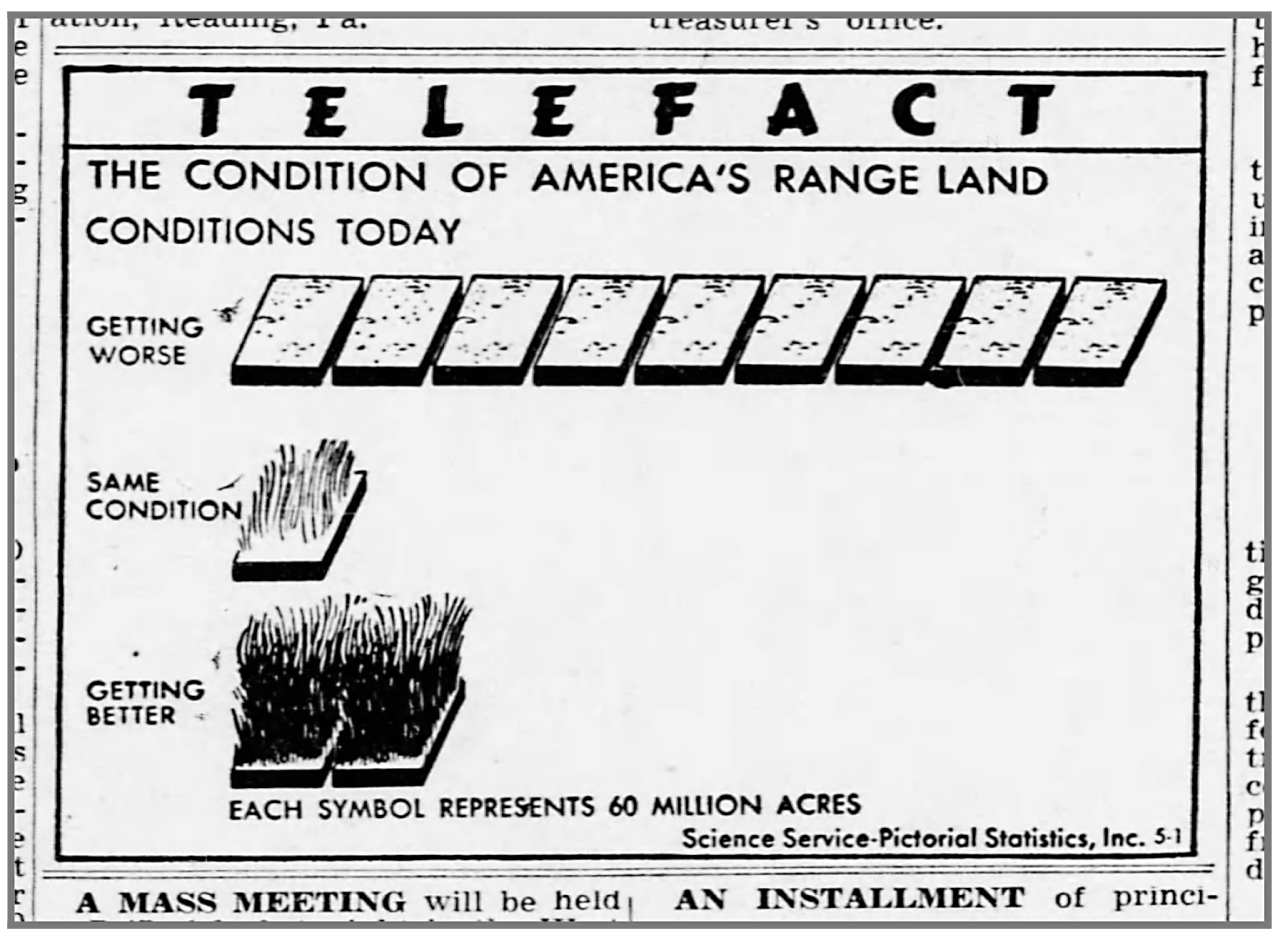 ation, Reading, Pa.
treasurer's office.
TELEFACT
THE CONDITION OF AMERICA'S RANGE LAND
CONDITIONS TODAY
GETTING
WORSE
SAME
CONDITION
GETTING
BETTER
EACH SYMBOL REPRESENTS 60 MILLION ACRES
Science Service-Pictorial Statistics, Inc. 5-1
A MASS MEETING will be held
AN INSTALLMENT of princi-